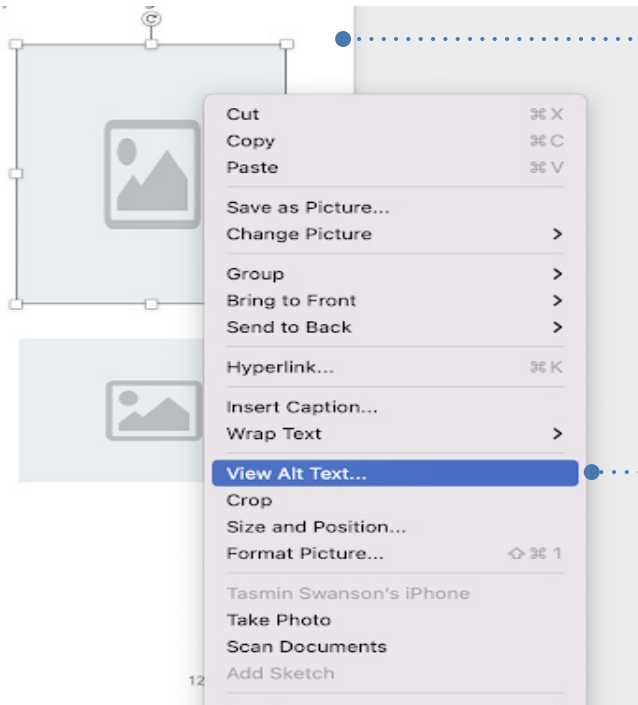 Cut ⌘ X
Copy ⌘ C
Paste ⌘ V
Save as Picture...
Change Picture >
Group >
Bring to Front >
Send to Back >
Hyperlink... ⌘ K
Insert Caption...
Wrap Text >
View Alt Text...
Crop
Size and Position...
Format Picture... ⇧ ⌘ 1
Tasmin Swanson's iPhone
Take Photo
Scan Documents
Add Sketch
12